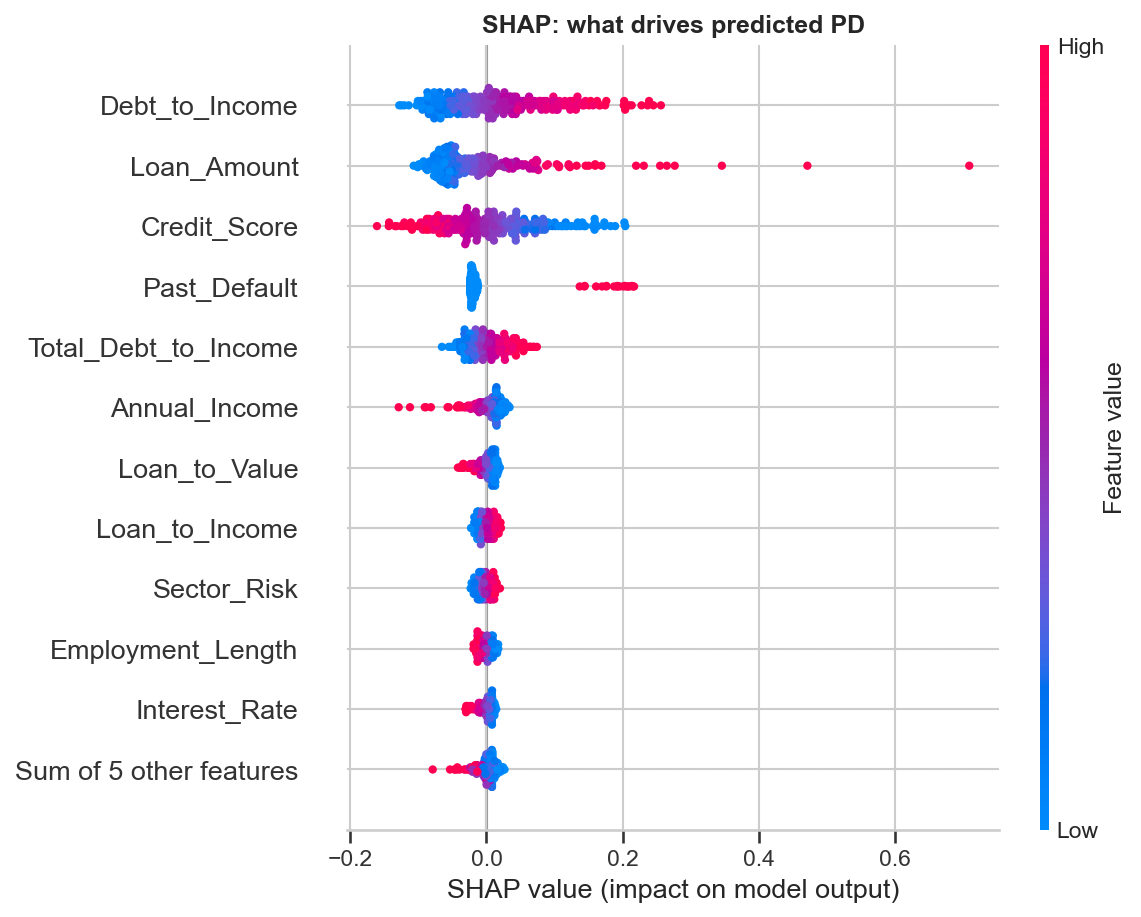 SHAP: what drives predicted PD
High
Debt_to_Income
Loan_Amount
Credit_Score
Past_Default
Total_Debt_to_Income
Annual_Income
Loan_to_Value
Loan_to_Income
Sector_Risk
Employment_Length
Interest_Rate
Sum of 5 other features
Feature value
Low
−0.2 0.0 0.2 0.4 0.6
SHAP value (impact on model output)